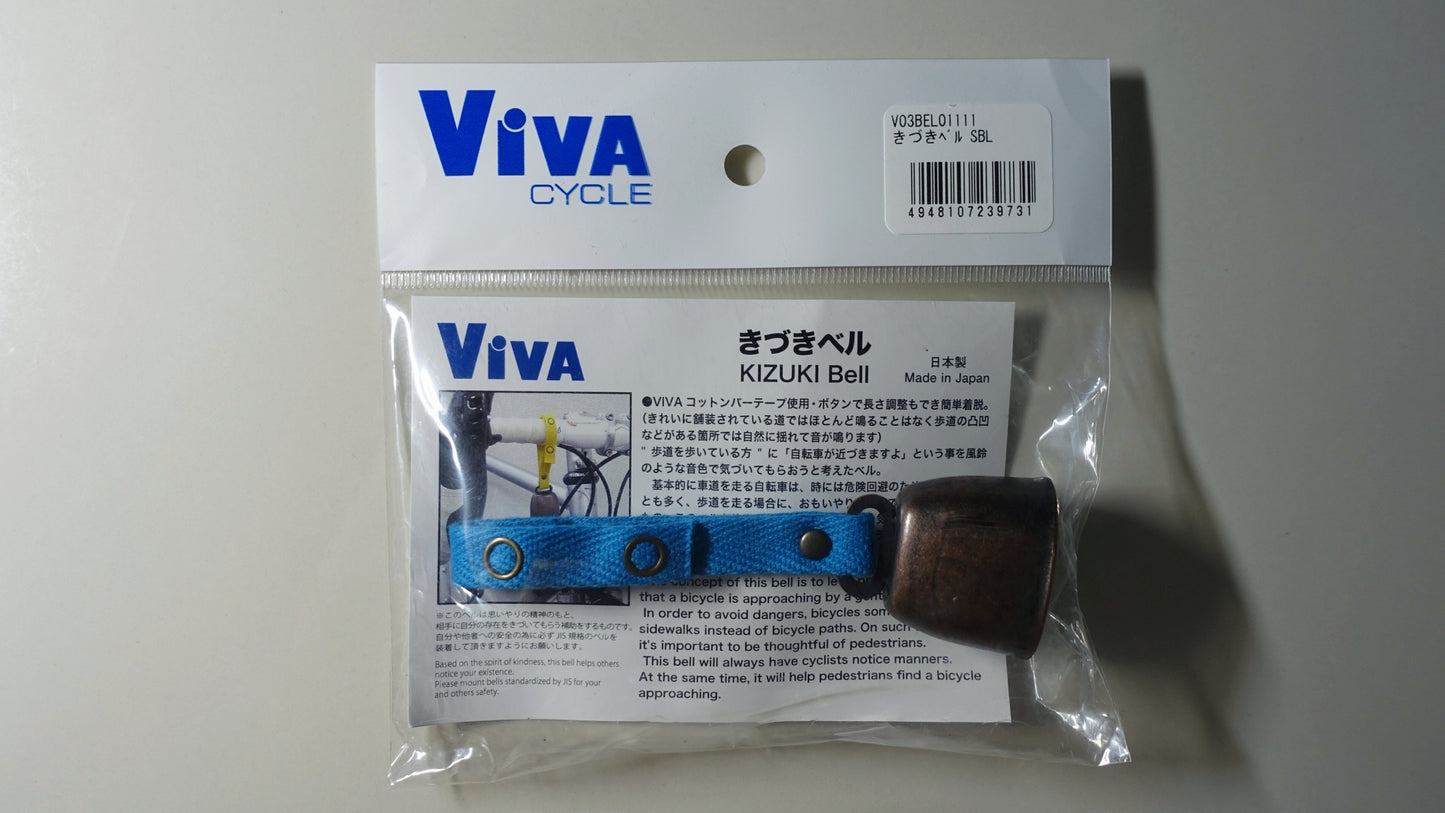 ViVA
CYCLE
V03BEL01111
きづきﾍﾞﾙ SBL
4948107239731
ViVA
きづきベル
KIZUKI Bell
日本製
Made in Japan
●VIVA コットンバーテープ使用・ボタンで長さ調整もでき簡単着脱。
(きれいに舗装されている道ではほとんど鳴ることはなく歩道の凸凹
などがある箇所では自然に揺れて音が鳴ります)
" 歩道を歩いている方 " に「自転車が近づきますよ」という事を風鈴
のような音色で気づいてもらおうと考えたベル。
基本的に車道を走る自転車は、時には危険回避のため
とも多く、歩道を走る場合に、おもいやり
concept of this bell is to
that a bicycle is approaching by a
In order to avoid dangers, bicycles
sidewalks instead of bicycle paths. On such
it's important to be thoughtful of pedestrians.
This bell will always have cyclists notice manners.
At the same time, it will help pedestrians find a bicycle
approaching.
※このベルは思いやりの精神のもと、
相手に自分の存在をきづいてもらう補助をするものです。
自分や他者への安全の為に必ず JIS 規格のベルを
装着して頂きますようにお願いします。
Based on the spirit of kindness, this bell helps others
notice your existence.
Please mount bells standardized by JIS for your
and others safety.